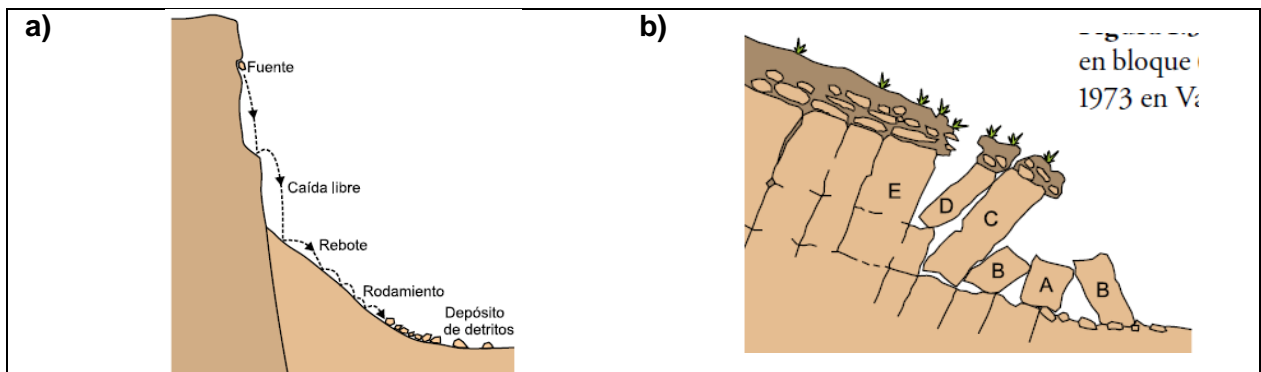 a)
Fuente
Caída libre
Rebote
Rodamiento
Depósito
de detritos
b)
en bloque
1973 en
E
D
C
B
A
B